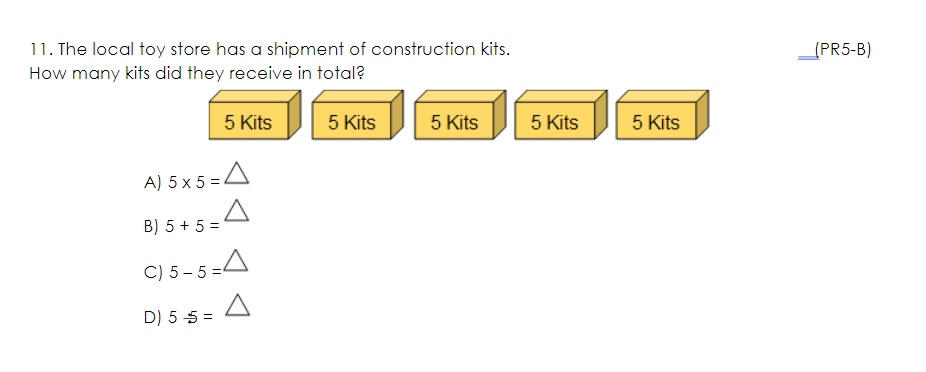 11. The local toy store has a shipment of construction kits. __(PR5-B)
How many kits did they receive in total?
5 Kits 5 Kits 5 Kits 5 Kits 5 Kits
A) 5 x 5 = △
B) 5 + 5 = △
C) 5 – 5 = △
D) 5 5 = △